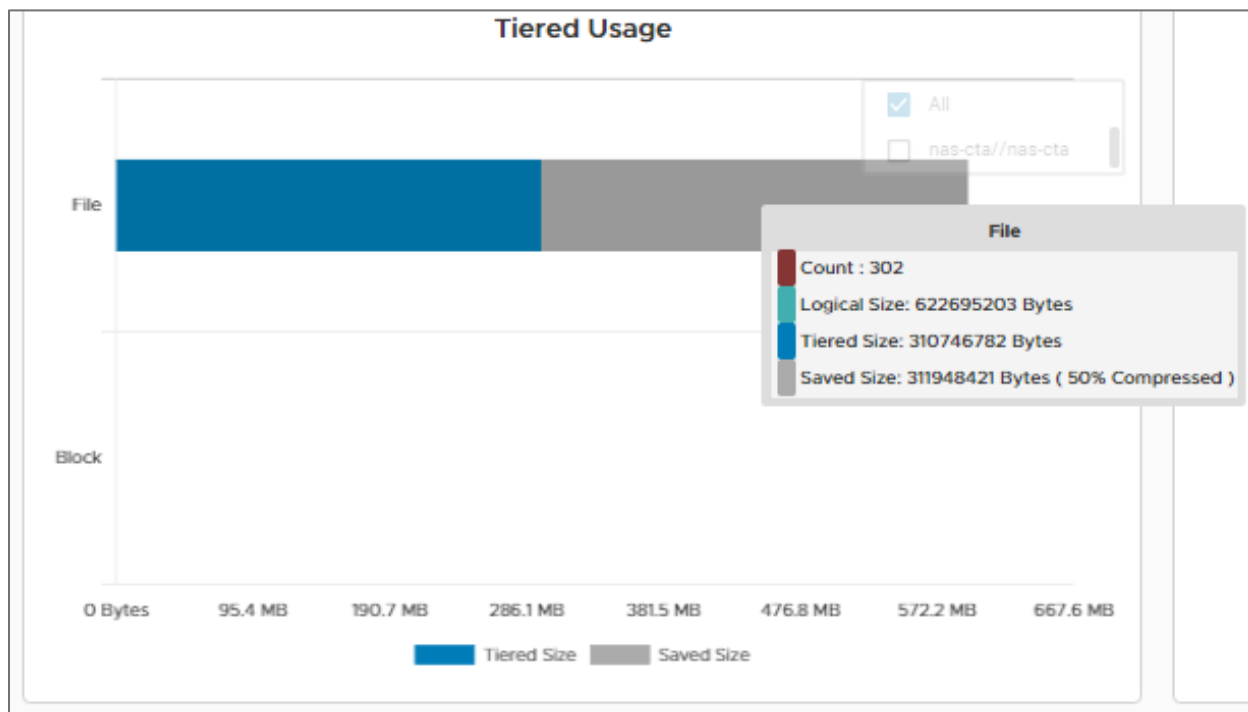 Tiered Usage
All
nas-cta//nas-cta
File
File
Count : 302
Logical Size: 622695203 Bytes
Tiered Size: 310746782 Bytes
Saved Size: 311948421 Bytes ( 50% Compressed )
Block
0 Bytes 95.4 MB 190.7 MB 286.1 MB 381.5 MB 476.8 MB 572.2 MB 667.6 MB
Tiered Size Saved Size